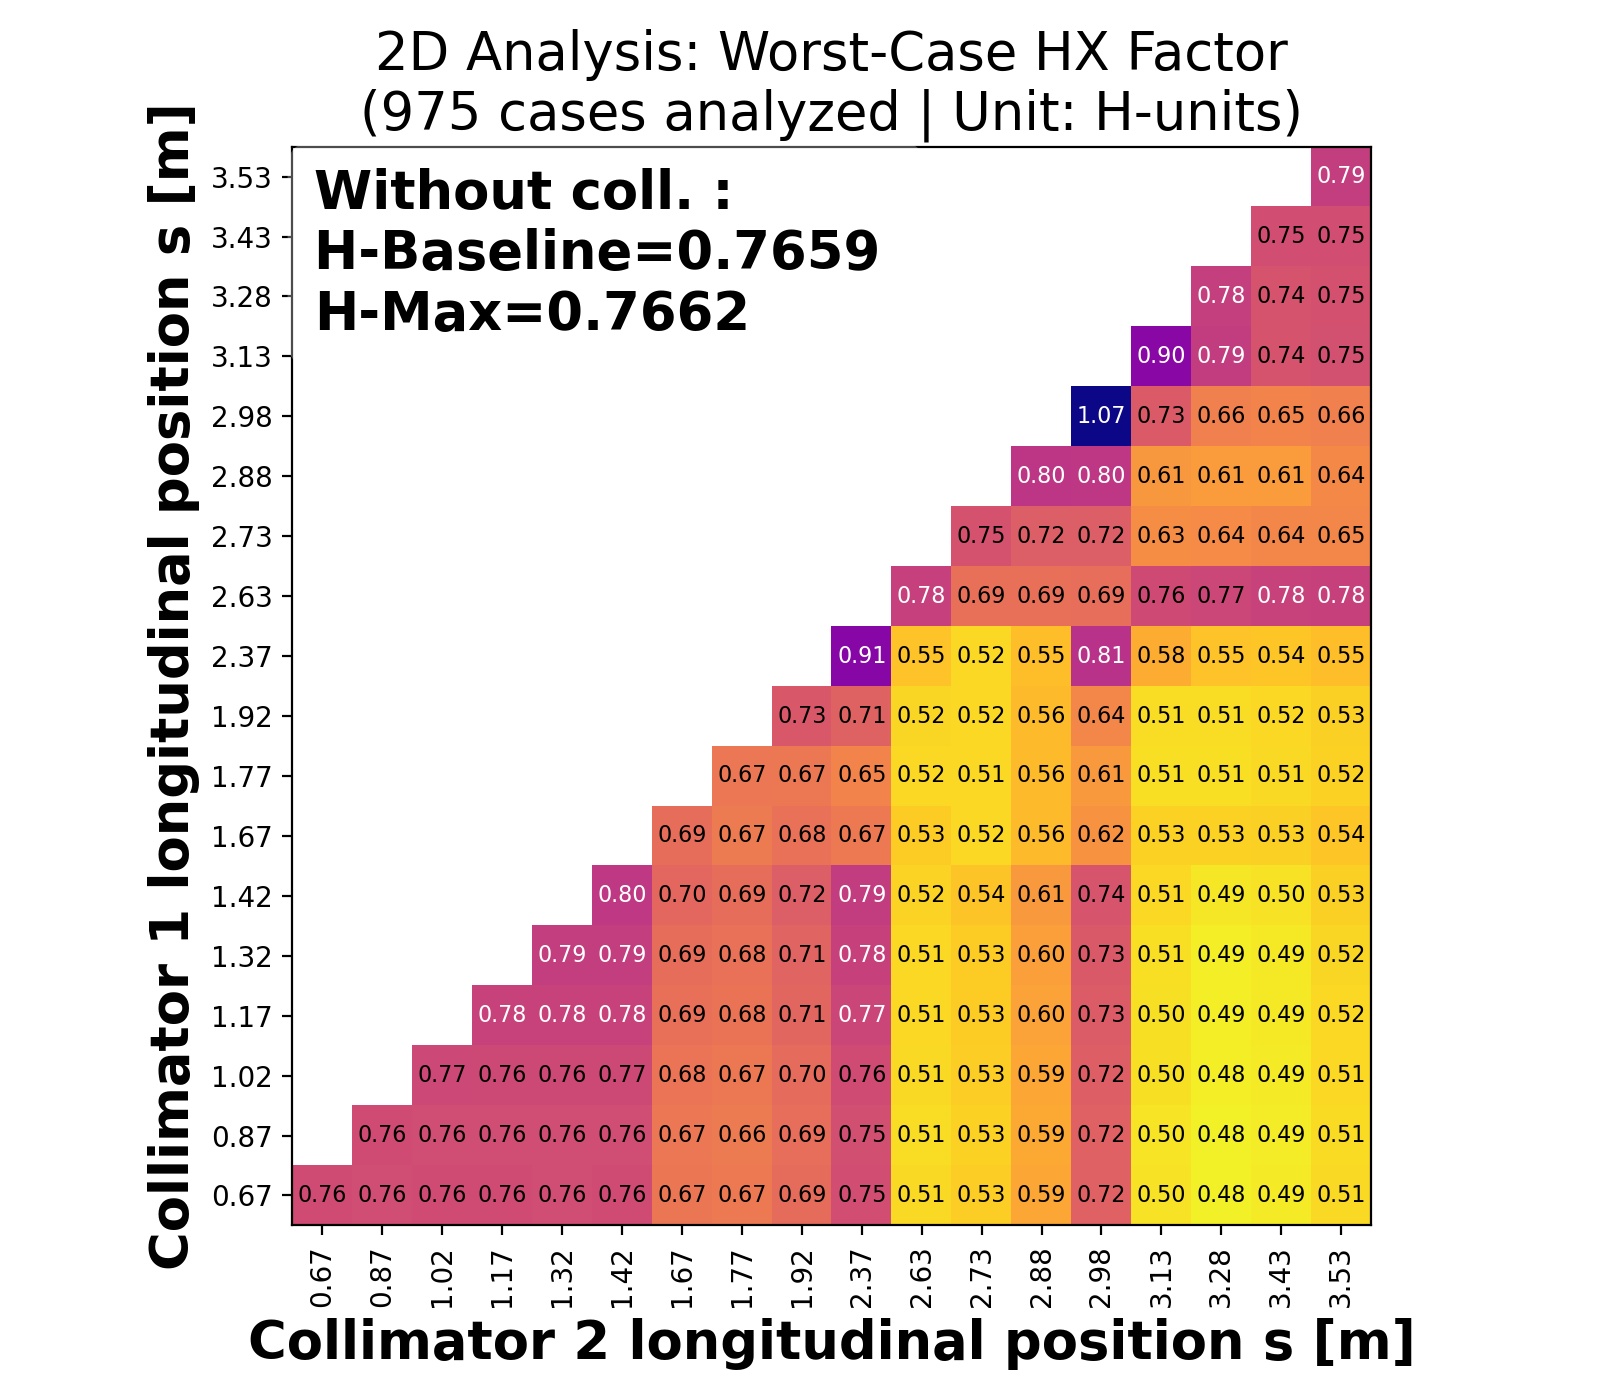 2D Analysis: Worst-Case HX Factor
(975 cases analyzed | Unit: H-units)
Without coll. :
H-Baseline=0.7659
H-Max=0.7662
Collimator 1 longitudinal position s [m]
3.53 0.79
3.43 0.75 0.75
3.28 0.78 0.74 0.75
3.13 0.90 0.79 0.74 0.75
2.98 1.07 0.73 0.66 0.65 0.66
2.88 0.80 0.80 0.61 0.61 0.61 0.64
2.73 0.75 0.72 0.72 0.63 0.64 0.64 0.65
2.63 0.78 0.69 0.69 0.69 0.76 0.77 0.78 0.78
2.37 0.91 0.55 0.52 0.55 0.81 0.58 0.55 0.54 0.55
1.92 0.73 0.71 0.52 0.52 0.56 0.64 0.51 0.51 0.52 0.53
1.77 0.67 0.67 0.65 0.52 0.51 0.56 0.61 0.51 0.51 0.51 0.52
1.67 0.69 0.67 0.68 0.67 0.53 0.52 0.56 0.62 0.53 0.53 0.53 0.54
1.42 0.80 0.70 0.69 0.72 0.79 0.52 0.54 0.61 0.74 0.51 0.49 0.50 0.53
1.32 0.79 0.79 0.69 0.68 0.71 0.78 0.51 0.53 0.60 0.73 0.51 0.49 0.49 0.52
1.17 0.78 0.78 0.78 0.69 0.68 0.71 0.77 0.51 0.53 0.60 0.73 0.50 0.49 0.49 0.52
1.02 0.77 0.76 0.76 0.77 0.68 0.67 0.70 0.76 0.51 0.53 0.59 0.72 0.50 0.48 0.49 0.51
0.87 0.76 0.76 0.76 0.76 0.76 0.67 0.66 0.69 0.75 0.51 0.53 0.59 0.72 0.50 0.48 0.49 0.51
0.67 0.76 0.76 0.76 0.76 0.76 0.76 0.67 0.67 0.69 0.75 0.51 0.53 0.59 0.72 0.50 0.48 0.49 0.51
0.67 0.87 1.02 1.17 1.32 1.42 1.67 1.77 1.92 2.37 2.63 2.73 2.88 2.98 3.13 3.28 3.43 3.53
Collimator 2 longitudinal position s [m]